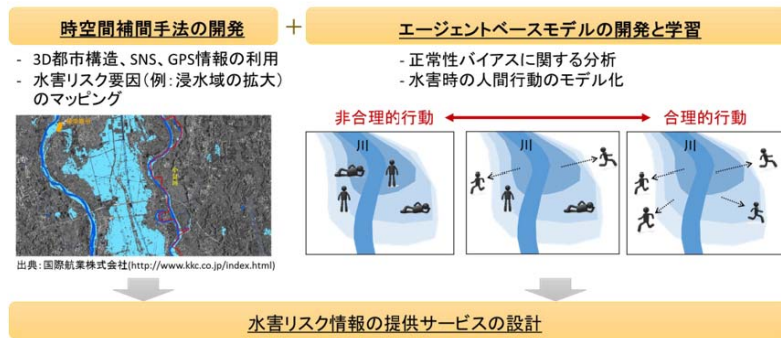 時空間補間手法の開発
+
エージェントベースモデルの開発と学習
- 3D都市構造、SNS、GPS情報の利用
- 水害リスク要因(例:浸水域の拡大)
のマッピング
- 正常性バイアスに関する分析
- 水害時の人間行動のモデル化
非合理的行動
合理的行動
川
川
川
出典:国際航業株式会社(http://www.kkc.co.jp/index.html)
水害リスク情報の提供サービスの設計